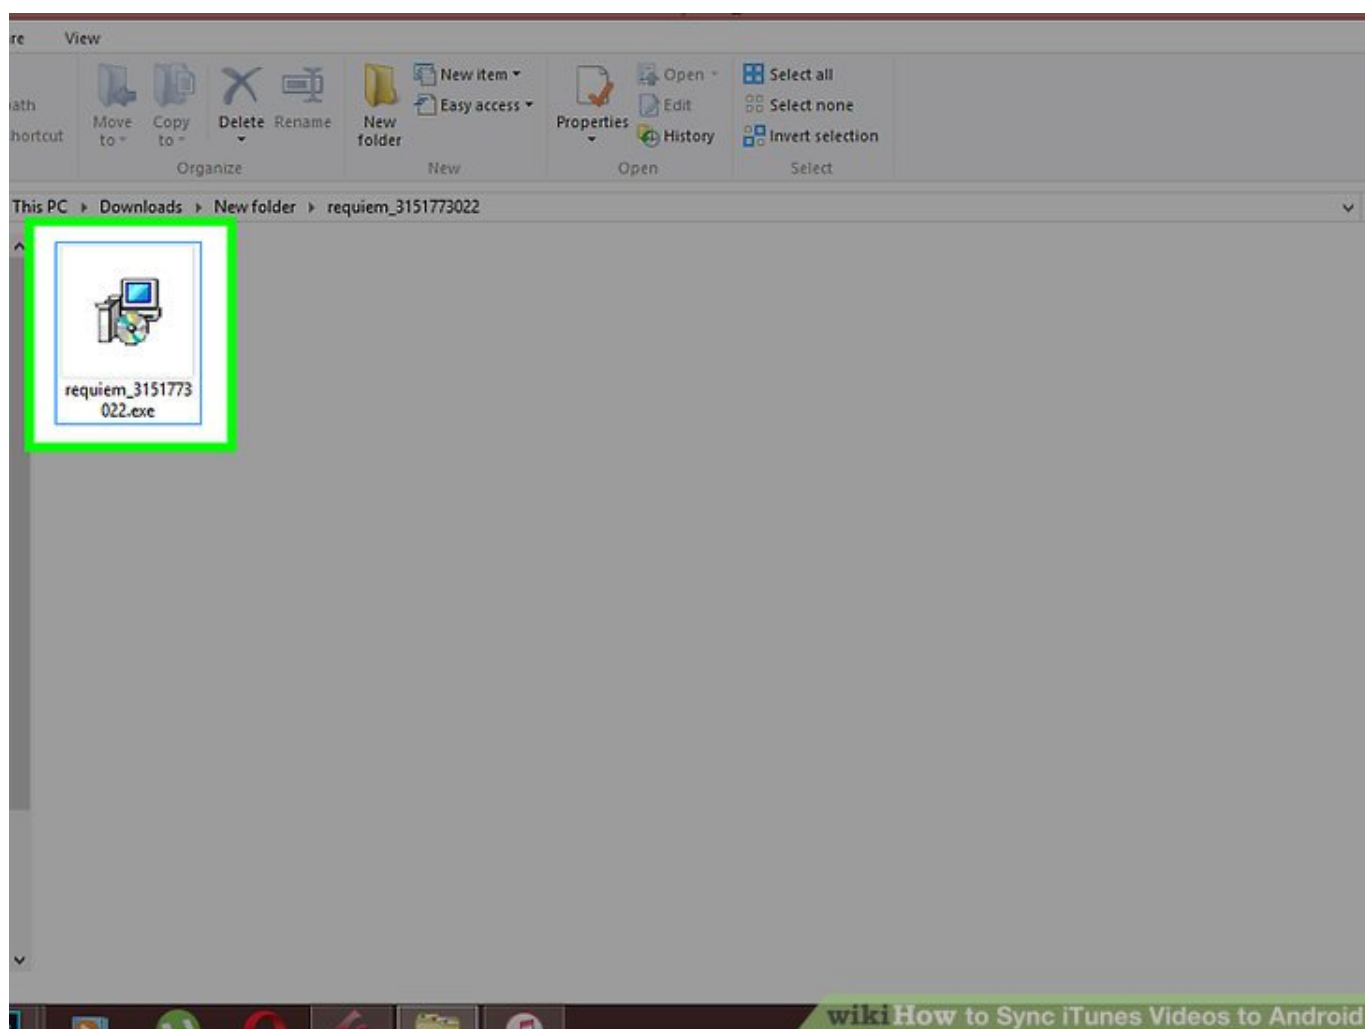 re View
New item
Open
Select all
Easy access
Edit
Select none
ath
hortcut
Move to
Copy to
Delete
Rename
New folder
Properties
History
Invert selection
Organize
New
Open
Select
This PC Downloads New folder requiem_3151773022
requiem_3151773
022.exe
wikiHow to Sync iTunes Videos to Android